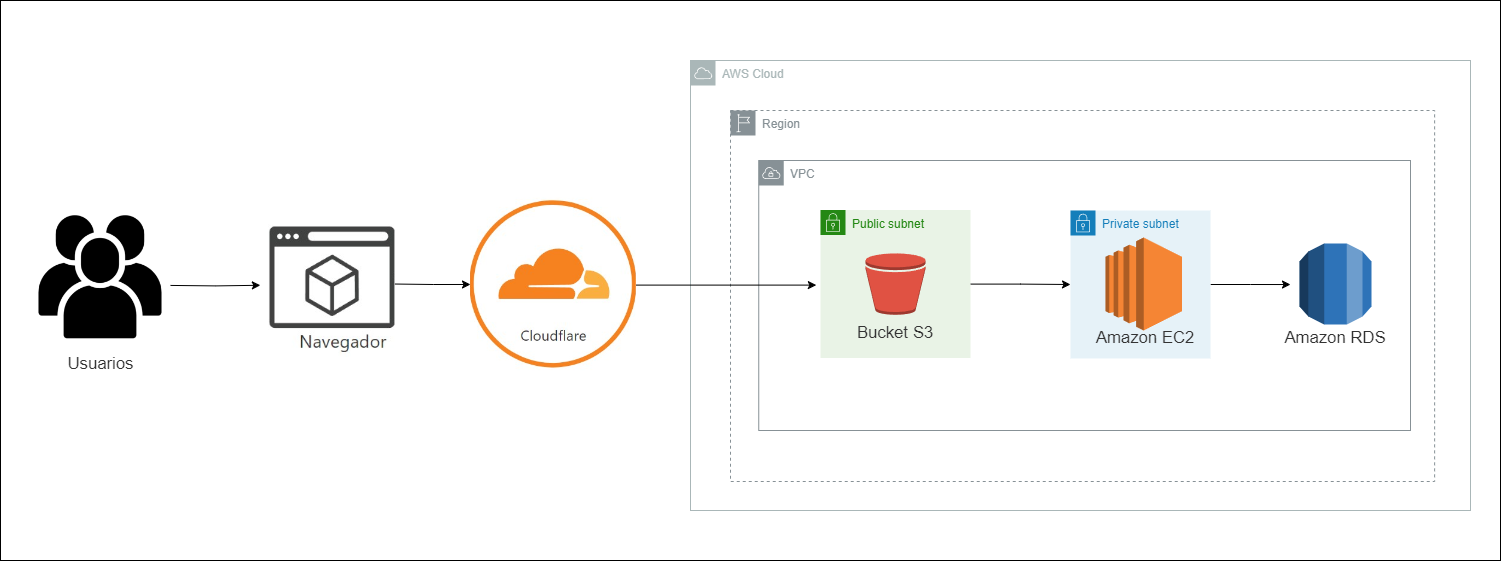 AWS Cloud
Region
VPC
Public subnet
Private subnet
Cloudflare
Bucket S3
Amazon EC2
Amazon RDS
Navegador
Usuarios